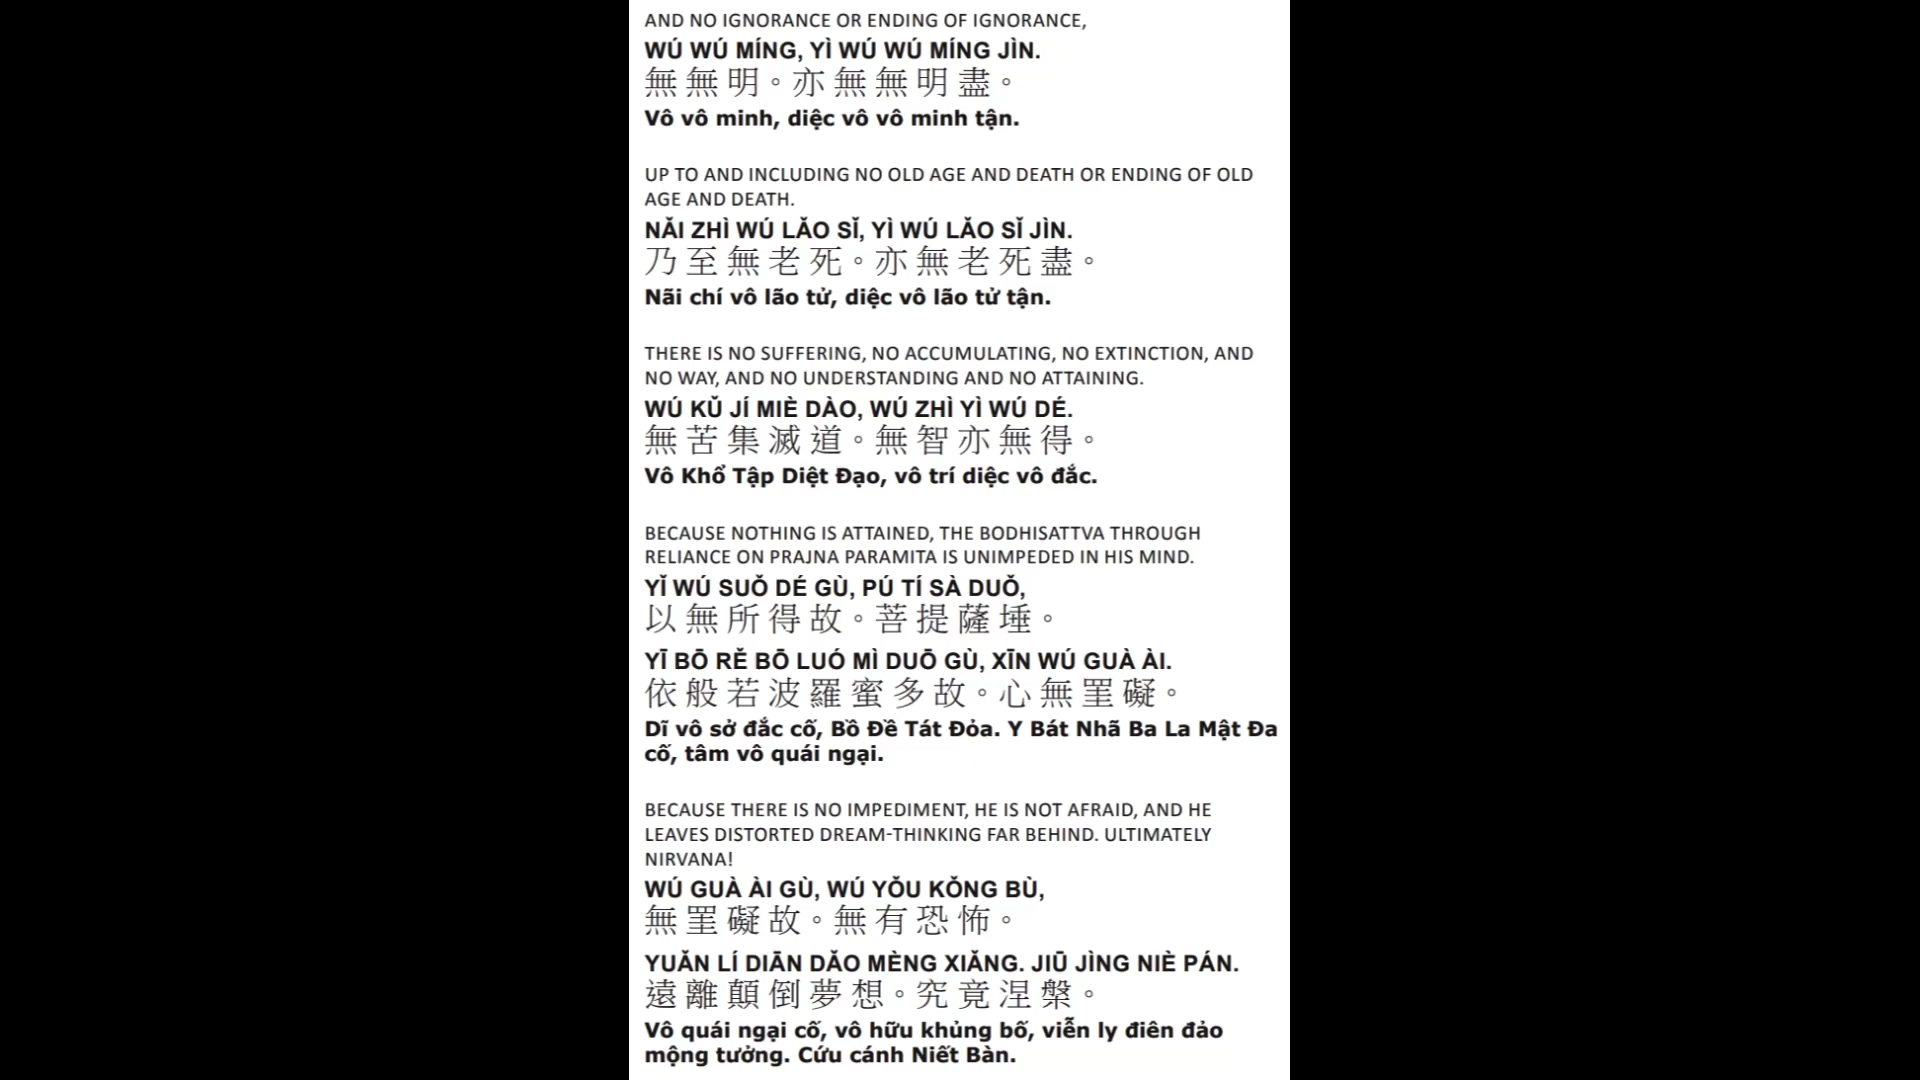 AND NO IGNORANCE OR ENDING OF IGNORANCE,
WÚ WÚ MÍNG, YÌ WÚ WÚ MÍNG JÌN.
無無明。亦無無明盡。
Vô vô minh, diệc vô vô minh tận.
UP TO AND INCLUDING NO OLD AGE AND DEATH OR ENDING OF OLD
AGE AND DEATH.
NǍI ZHÌ WÚ LǍO SǏ, YÌ WÚ LǍO SǏ JÌN.
乃至無老死。亦無老死盡。
Nãi chí vô lão tử, diệc vô lão tử tận.
THERE IS NO SUFFERING, NO ACCUMULATING, NO EXTINCTION, AND
NO WAY, AND NO UNDERSTANDING AND NO ATTAINING.
WÚ KǓ JÍ MIÈ DÀO, WÚ ZHÌ YÌ WÚ DÉ.
無苦集滅道。無智亦無得。
Vô Khổ Tập Diệt Đạo, vô trí diệc vô đắc.
BECAUSE NOTHING IS ATTAINED, THE BODHISATTVA THROUGH
RELIANCE ON PRAJNA PARAMITA IS UNIMPEDED IN HIS MIND.
YǏ WÚ SUǑ DÉ GÙ, PÚ TÍ SÀ DUǑ,
以無所得故。菩提薩埵。
YĪ BŌ RĚ BŌ LUÓ MÌ DUŌ GÙ, XĪN WÚ GUÀ ÀI.
依般若波羅蜜多故。心無罣礙。
Dĩ vô sở đắc cố, Bồ Đề Tát Đỏa. Y Bát Nhã Ba La Mật Đa
cố, tâm vô quái ngại.
BECAUSE THERE IS NO IMPEDIMENT, HE IS NOT AFRAID, AND HE
LEAVES DISTORTED DREAM-THINKING FAR BEHIND. ULTIMATELY
NIRVANA!
WÚ GUÀ ÀI GÙ, WÚ YǑU KǑNG BÙ,
無罣礙故。無有恐怖。
YUǍN LÍ DIĀN DǍO MÈNG XIǍNG. JIŪ JÌNG NIÈ PÁN.
遠離顛倒夢想。究竟涅槃。
Vô quái ngại cố, vô hữu khủng bố, viễn ly điên đảo
mộng tưởng. Cứu cánh Niết Bàn.